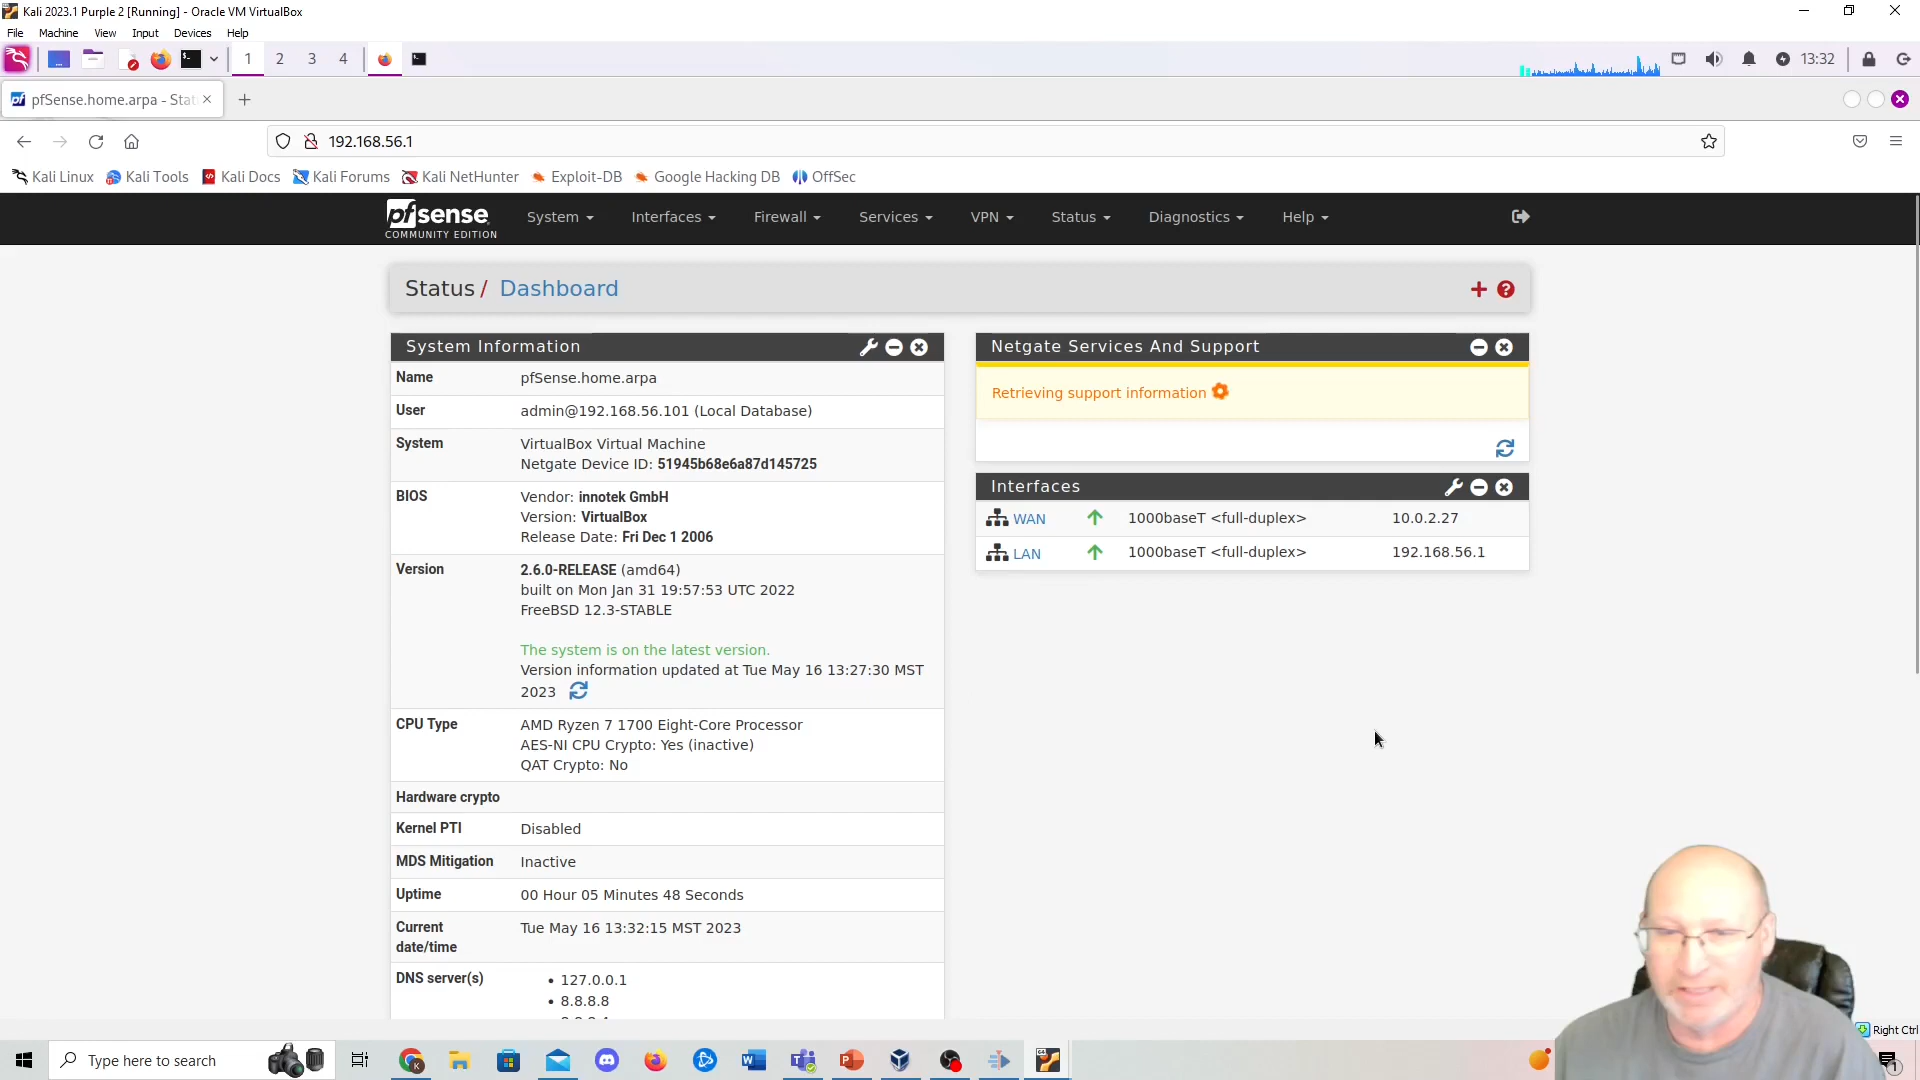 Kali 2023.1 Purple 2 [Running] - Oracle VM VirtualBox
File Machine View Input Devices Help
1 2 3 4 13:32
pfSense.home.arpa - Stat
192.168.56.1
Kali Linux Kali Tools Kali Docs Kali Forums Kali NetHunter Exploit-DB Google Hacking DB OffSec
pfsense
COMMUNITY EDITION
System Interfaces Firewall Services VPN Status Diagnostics Help
Status / Dashboard
System Information
Name pfSense.home.arpa
User admin@192.168.56.101 (Local Database)
System VirtualBox Virtual Machine
Netgate Device ID: 51945b68e6a87d145725
BIOS Vendor: innotek GmbH
Version: VirtualBox
Release Date: Fri Dec 1 2006
Version 2.6.0-RELEASE (amd64)
built on Mon Jan 31 19:57:53 UTC 2022
FreeBSD 12.3-STABLE
The system is on the latest version.
Version information updated at Tue May 16 13:27:30 MST
2023
CPU Type AMD Ryzen 7 1700 Eight-Core Processor
AES-NI CPU Crypto: Yes (inactive)
QAT Crypto: No
Hardware crypto
Kernel PTI Disabled
MDS Mitigation Inactive
Uptime 00 Hour 05 Minutes 48 Seconds
Current Tue May 16 13:32:15 MST 2023
date/time
DNS server(s) 127.0.0.1
8.8.8.8
Netgate Services And Support
Retrieving support information
Interfaces
WAN 1000baseT <full-duplex> 10.0.2.27
LAN 1000baseT <full-duplex> 192.168.56.1
Right Ctrl
Type here to search